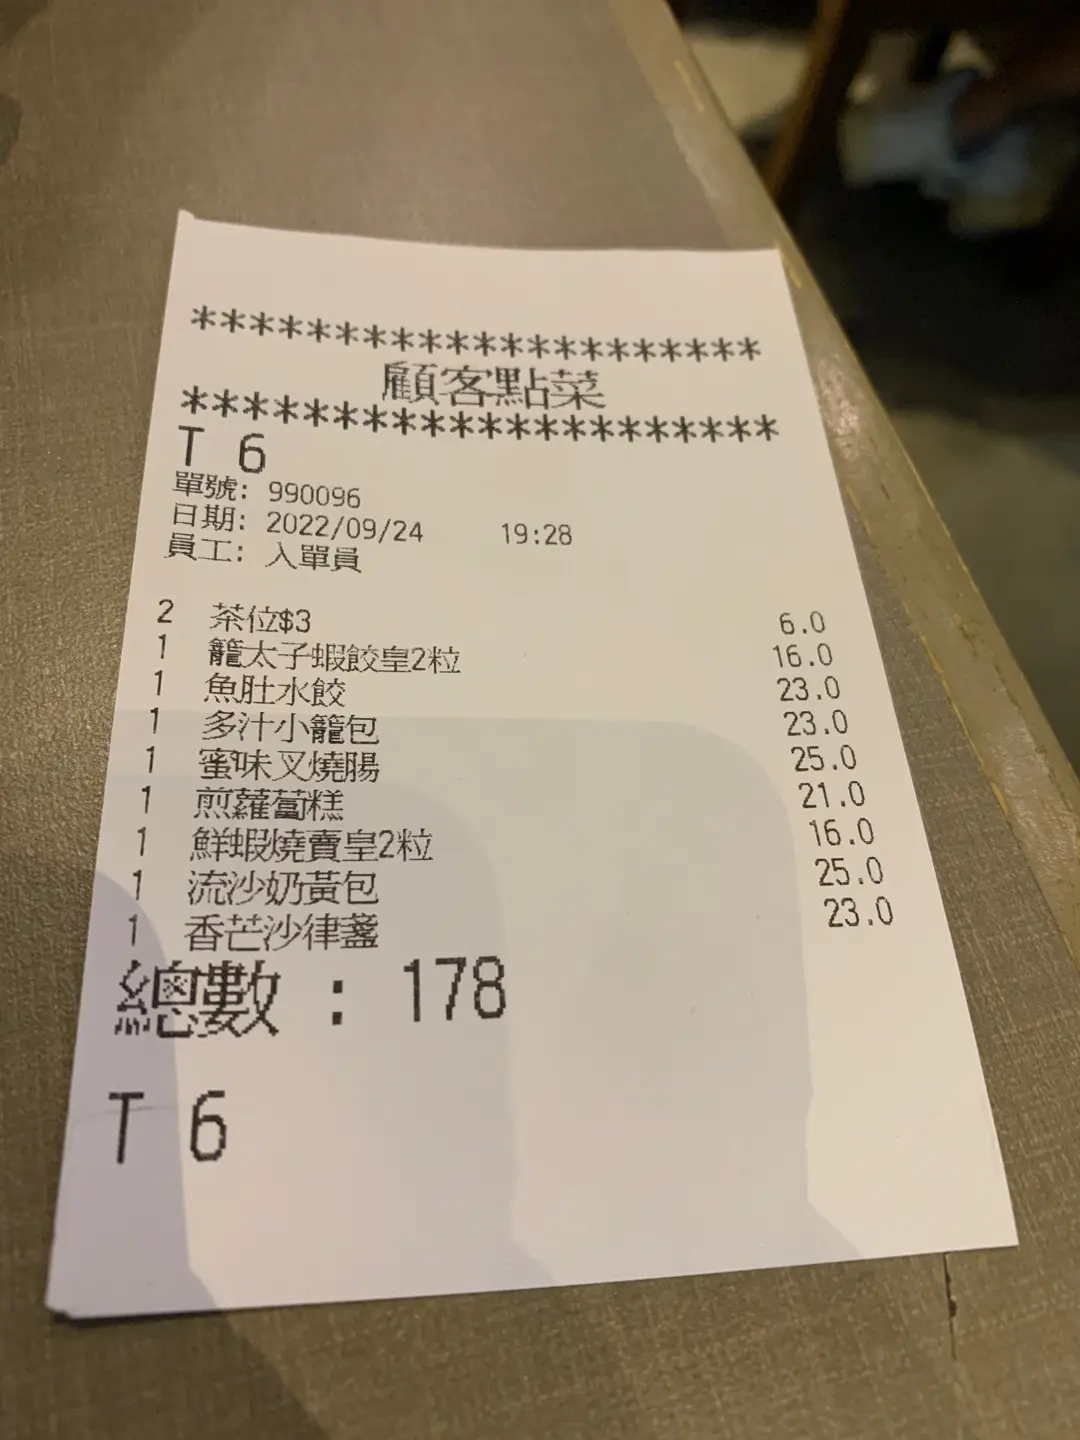 *********************
顧客點菜
*********************
T 6
單號: 990096
日期: 2022/09/24 19:28
員工: 入單員
2 茶位$3 6.0
1 籠太子蝦餃皇2粒 16.0
1 魚肚水餃 23.0
1 多汁小籠包 23.0
1 蜜味叉燒腸 25.0
1 煎蘿蔔糕 21.0
1 鮮蝦燒賣皇2粒 16.0
1 流沙奶黃包 25.0
1 香芒沙律盞 23.0
總數 : 178
T 6